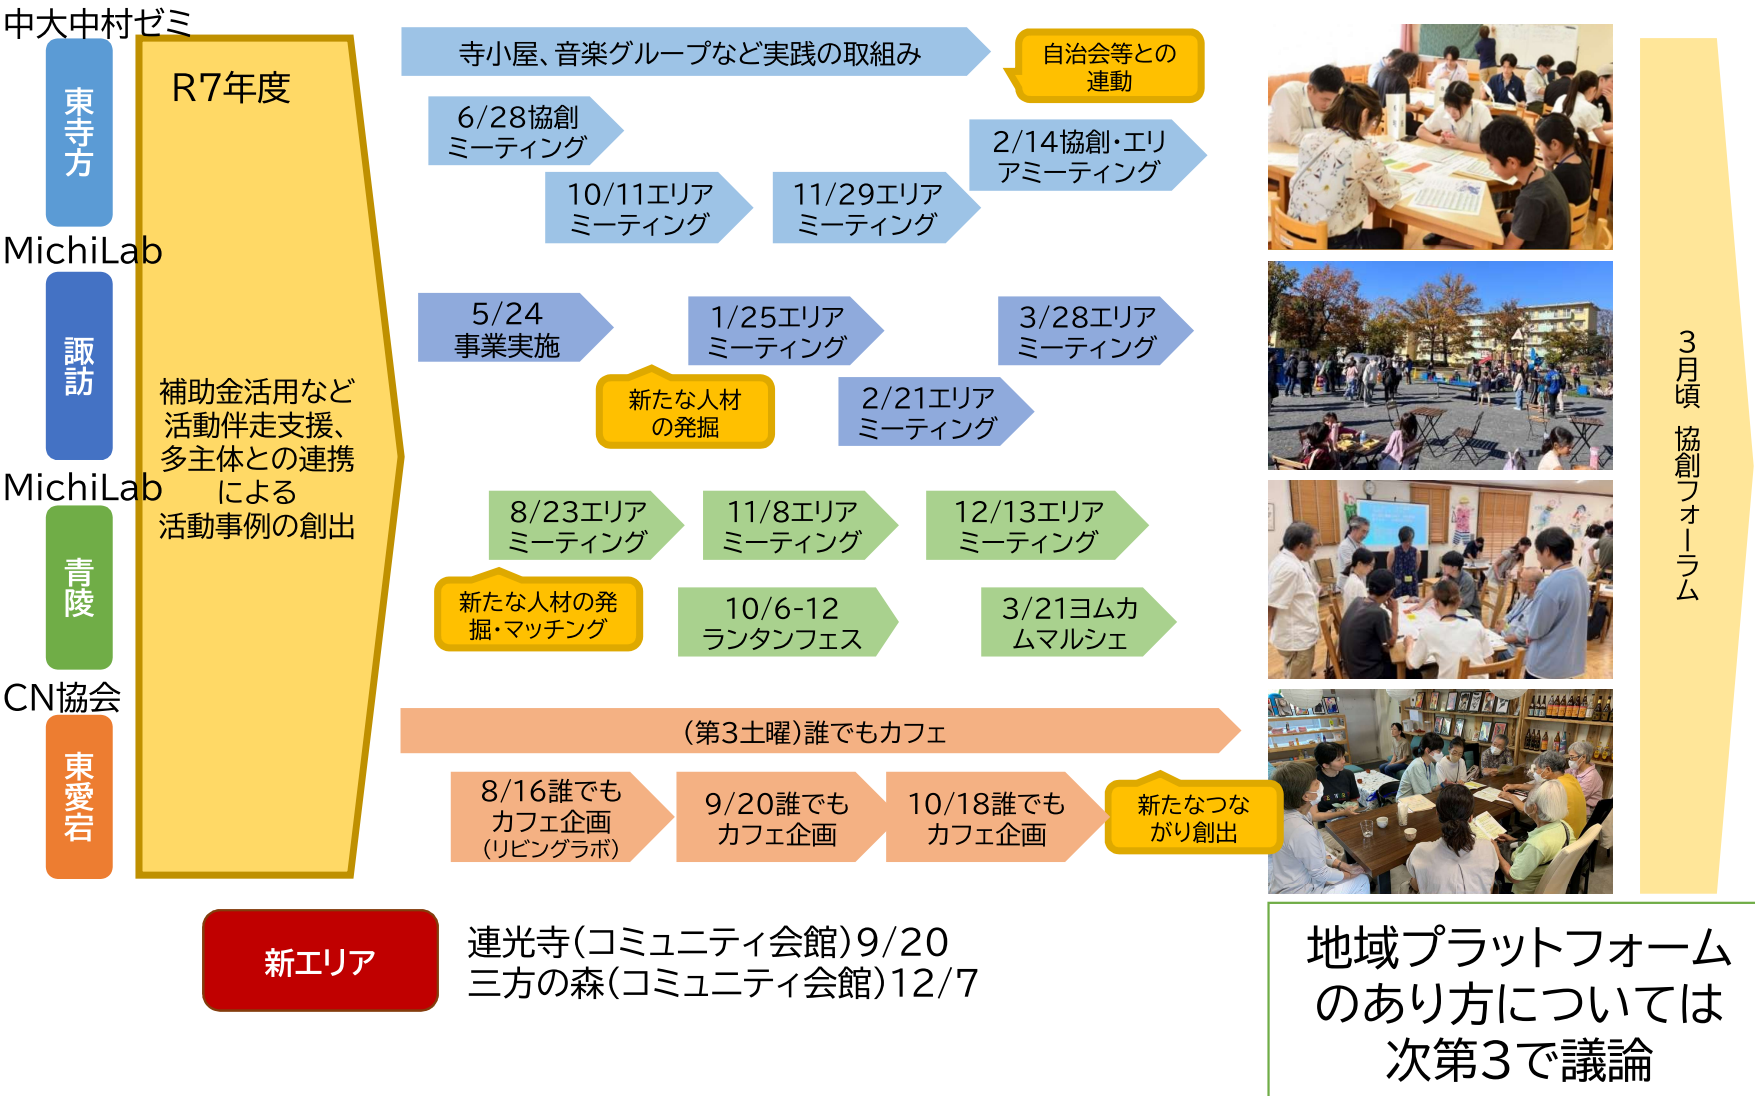 中大中村ゼミ
東寺方
R7年度
寺小屋、音楽グループなど実践の取組み
自治会等との
連動
6/28協創
ミーティング
10/11エリア
ミーティング
11/29エリア
ミーティング
2/14協創・エリ
アミーティング
MichiLab
諏訪
補助金活用など
活動伴走支援、
多主体との連携
による
活動事例の創出
5/24
事業実施
1/25エリア
ミーティング
3/28エリア
ミーティング
新たな人材
の発掘
2/21エリア
ミーティング
MichiLab
青陵
8/23エリア
ミーティング
11/8エリア
ミーティング
12/13エリア
ミーティング
新たな人材の発
掘・マッチング
10/6-12
ランタンフェス
3/21ヨムカ
ムマルシェ
CN協会
東愛宕
(第3土曜)誰でもカフェ
8/16誰でも
カフェ企画
(リビングラボ)
9/20誰でも
カフェ企画
10/18誰でも
カフェ企画
新たなつな
がり創出
3月頃 協創フォーラム
新エリア
連光寺(コミュニティ会館)9/20
三方の森(コミュニティ会館)12/7
地域プラットフォーム
のあり方については
次第3で議論